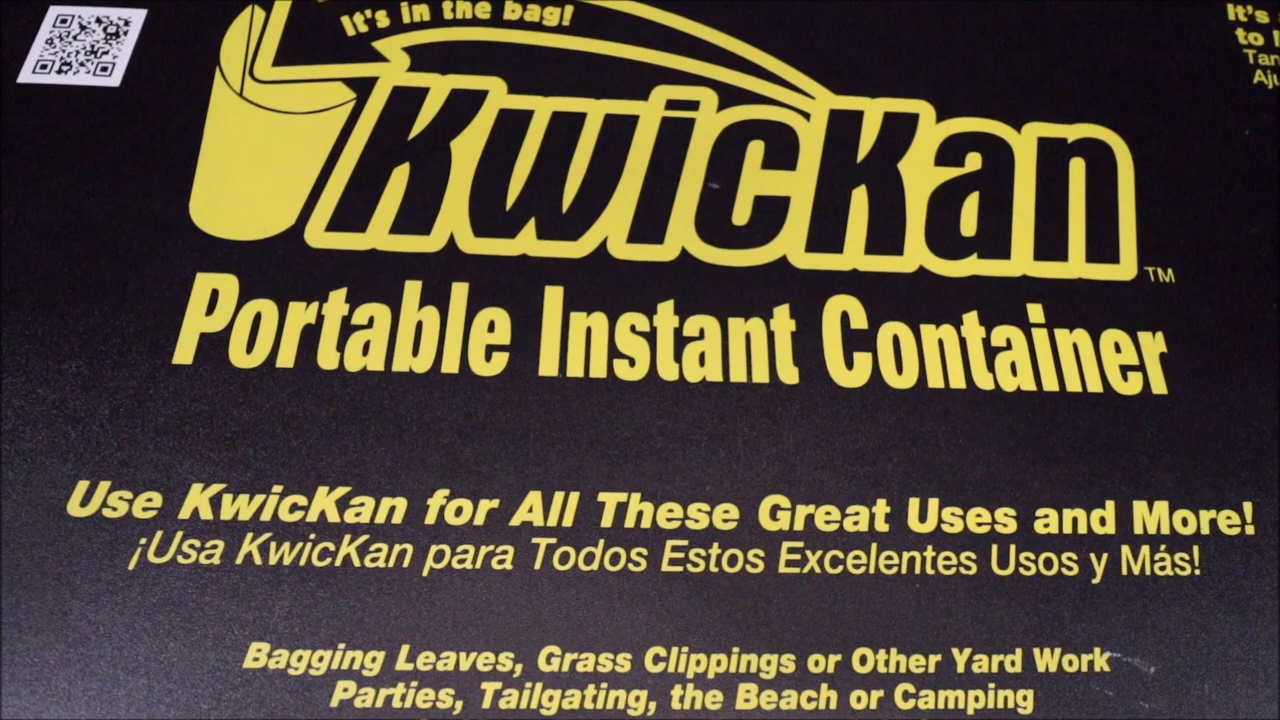 It's in the bag!
KwicKan
TM
Portable Instant Container
Use KwicKan for All These Great Uses and More!
¡Usa KwicKan para Todos Estos Excelentes Usos y Más!
Bagging Leaves, Grass Clippings or Other Yard Work
Parties, Tailgating, the Beach or Camping
It's
to